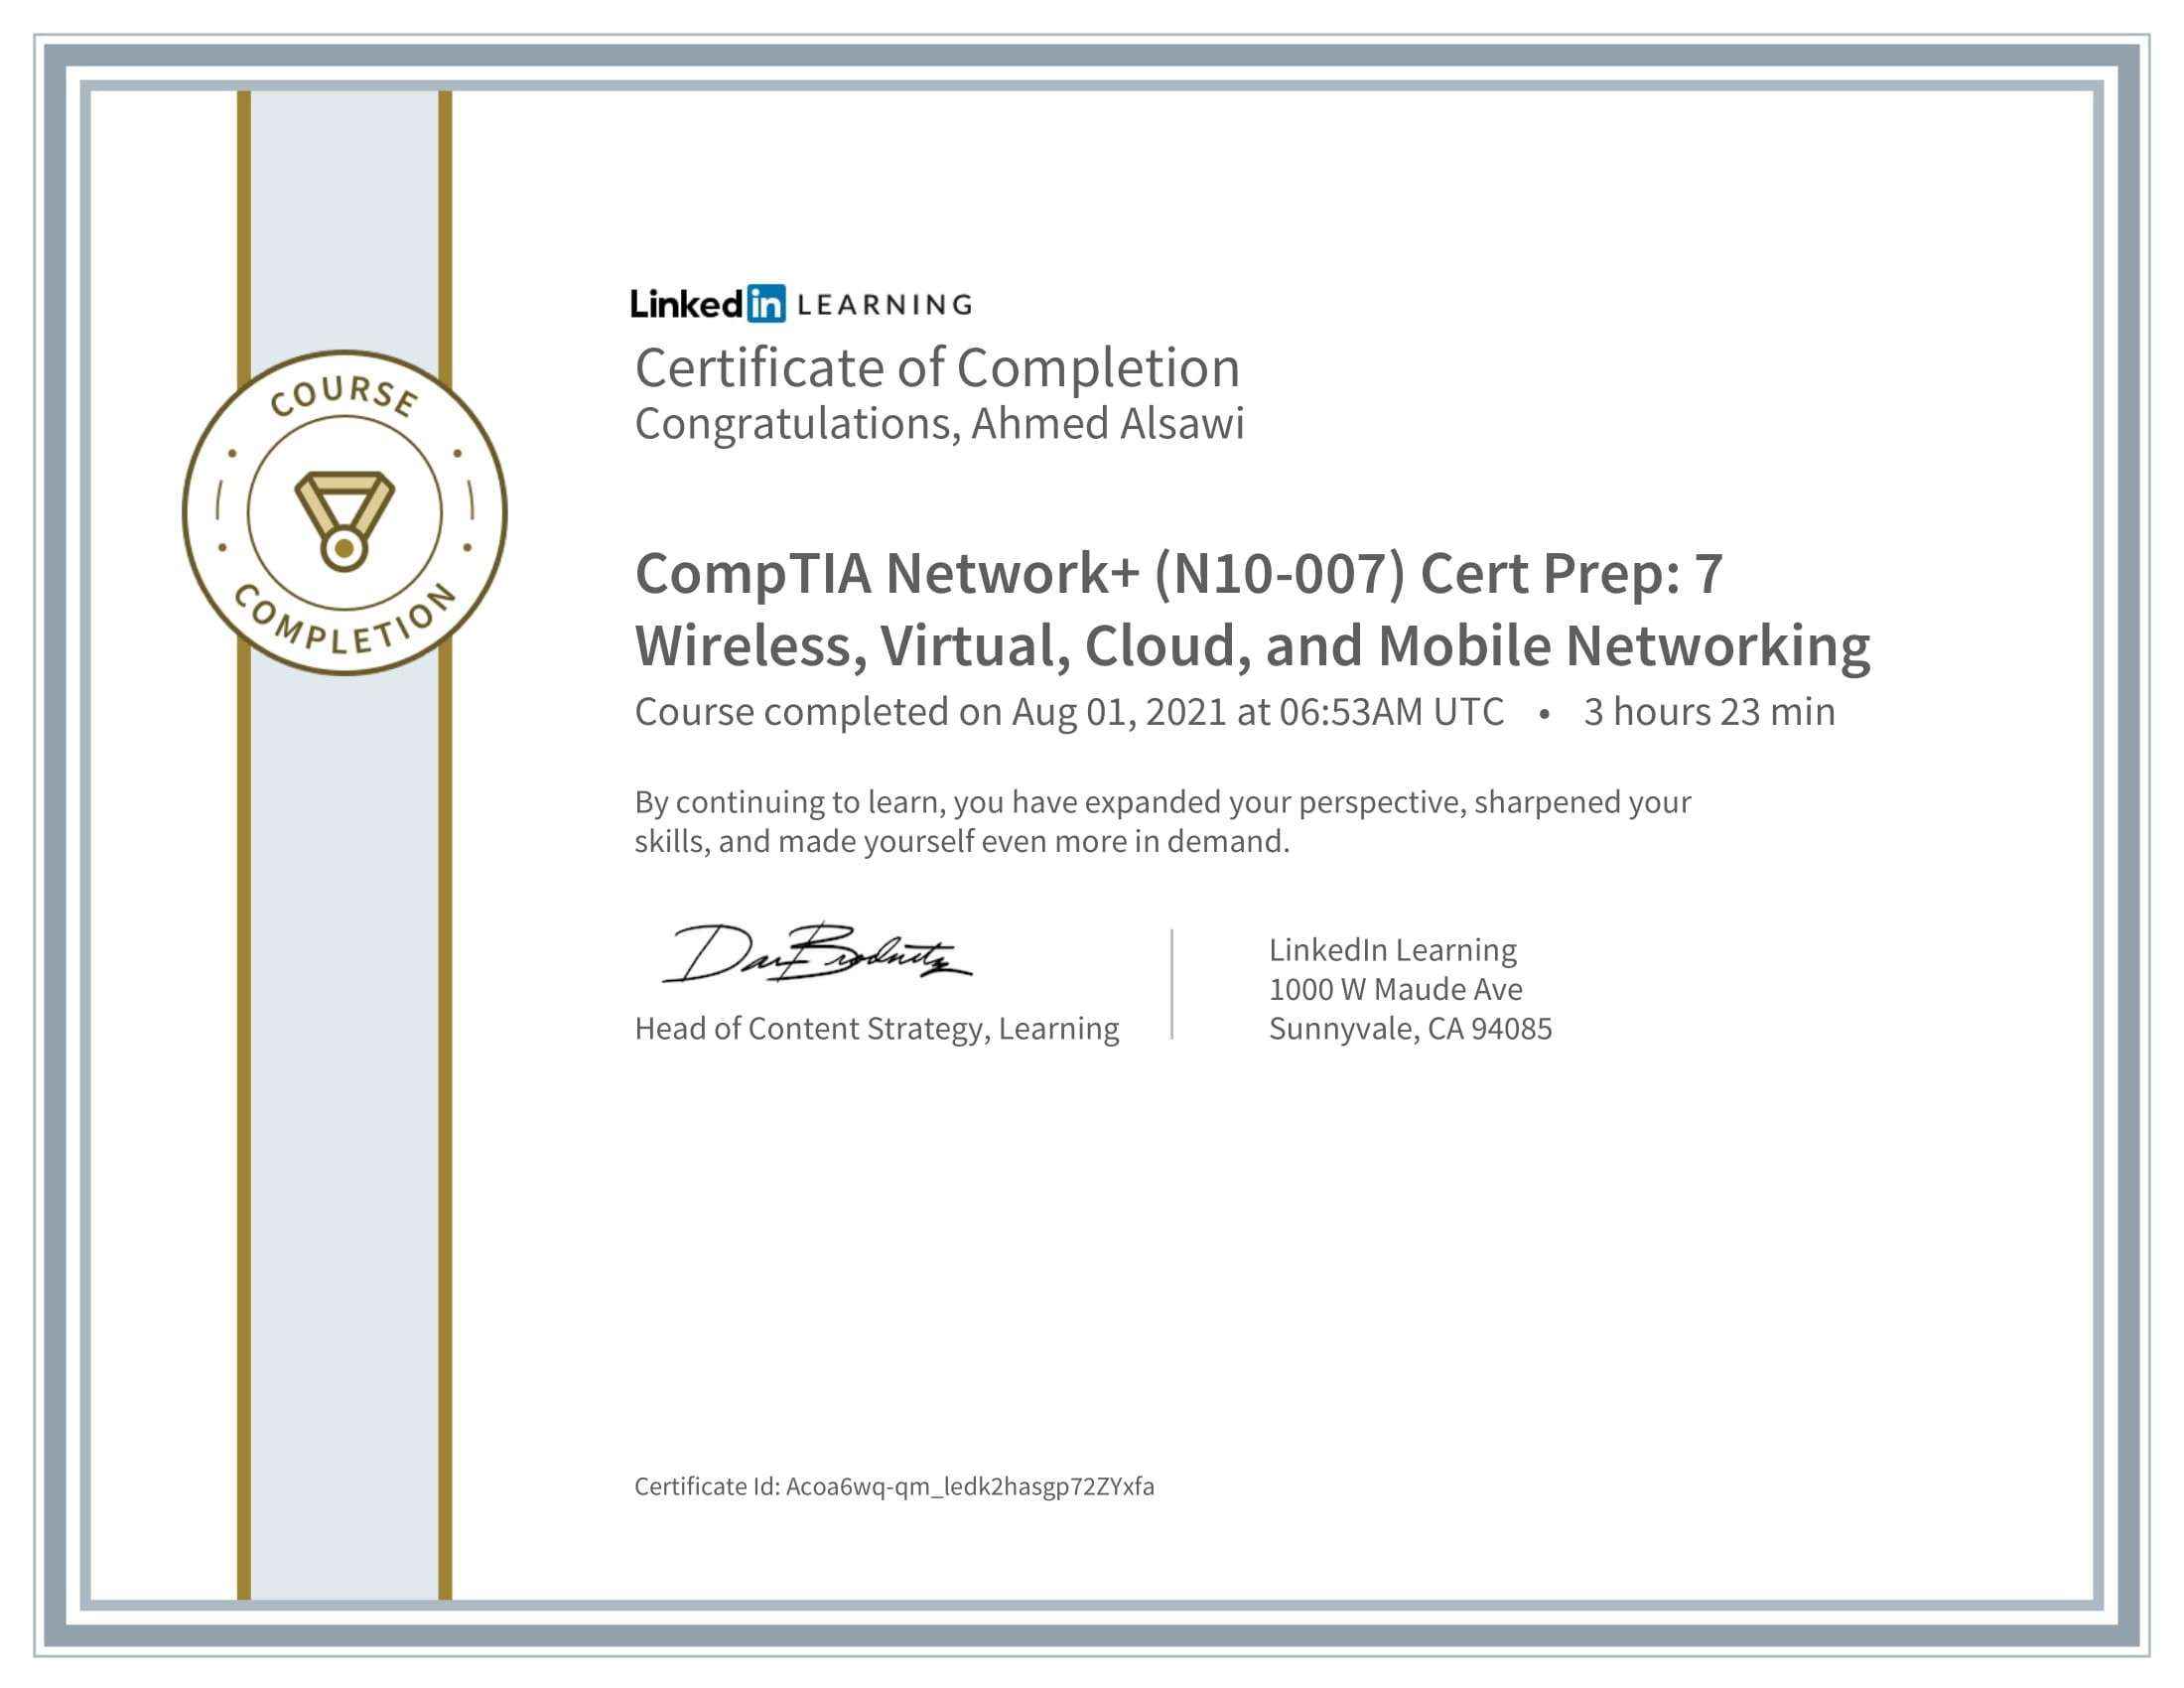 COURSE
COMPLETION
Linked in LEARNING
Certificate of Completion
Congratulations, Ahmed Alsawi
CompTIA Network+ (N10-007) Cert Prep: 7
Wireless, Virtual, Cloud, and Mobile Networking
Course completed on Aug 01, 2021 at 06:53AM UTC • 3 hours 23 min
By continuing to learn, you have expanded your perspective, sharpened your
skills, and made yourself even more in demand.
Head of Content Strategy, Learning
LinkedIn Learning
1000 W Maude Ave
Sunnyvale, CA 94085
Certificate Id: Acoa6wq-qm_ledk2hasgp72ZYxfa